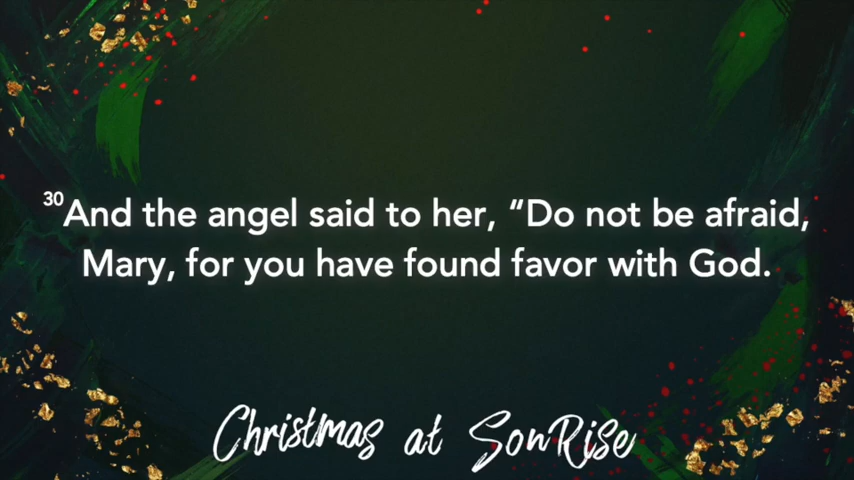 30And the angel said to her, “Do not be afraid,
Mary, for you have found favor with God.
Christmas at SonRise